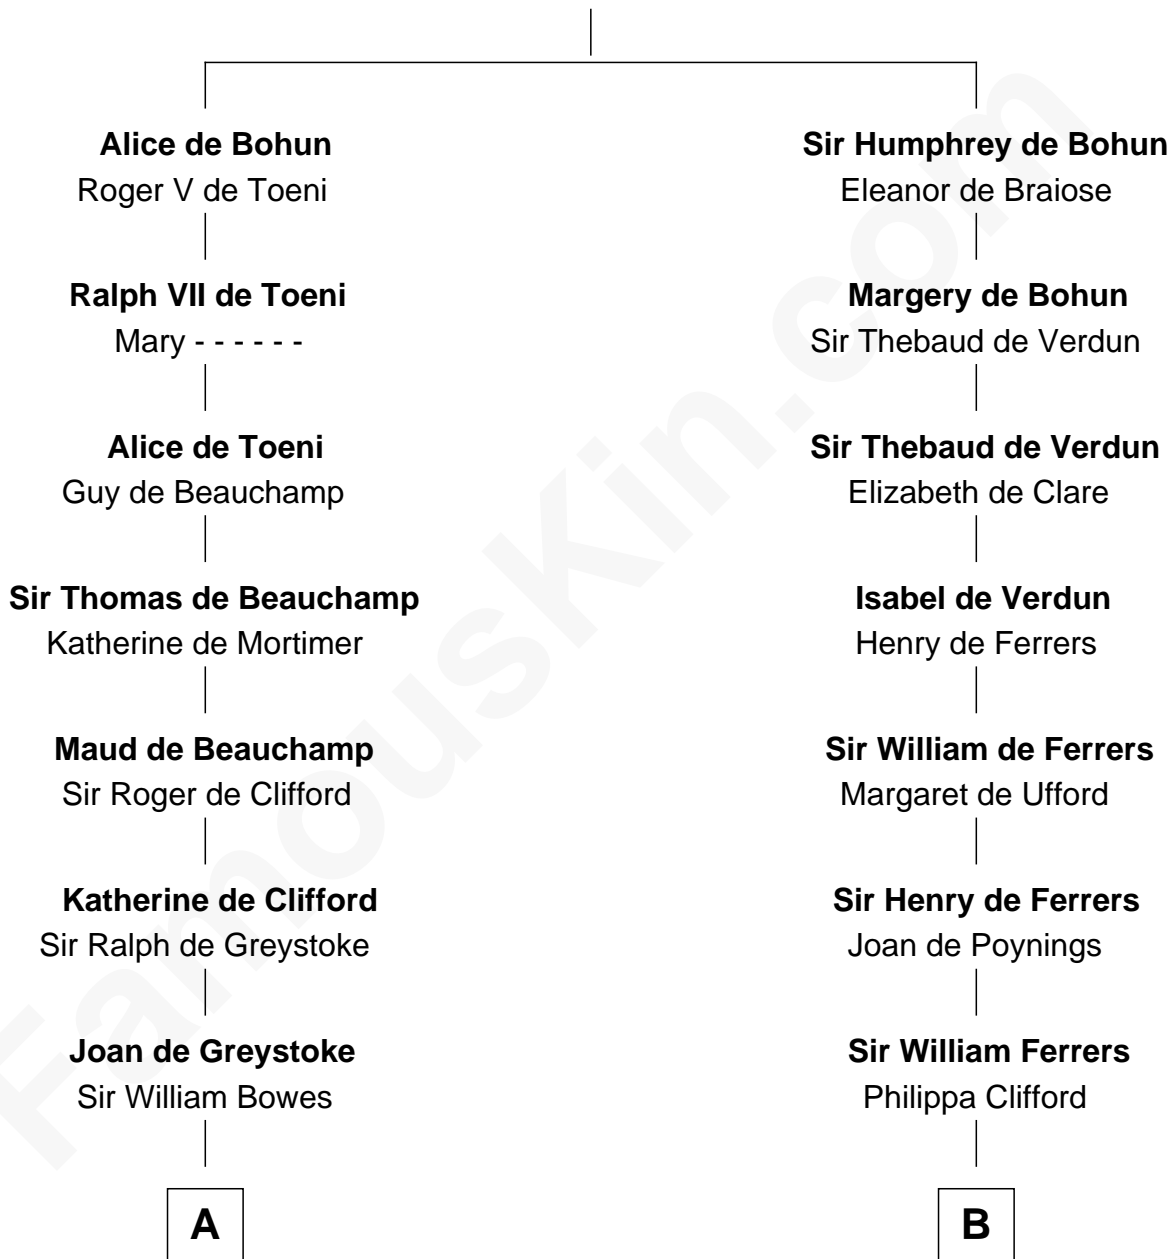 Alice de Bohun
Roger V de Toeni
Ralph VII de Toeni
Mary - - - - - -
Alice de Toeni
Guy de Beauchamp
Sir Thomas de Beauchamp
Katherine de Mortimer
Maud de Beauchamp
Sir Roger de Clifford
Katherine de Clifford
Sir Ralph de Greystoke
Joan de Greystoke
Sir William Bowes
A
Sir Humphrey de Bohun
Eleanor de Braiose
Margery de Bohun
Sir Thebaud de Verdun
Sir Thebaud de Verdun
Elizabeth de Clare
Isabel de Verdun
Henry de Ferrers
Sir William de Ferrers
Margaret de Ufford
Sir Henry de Ferrers
Joan de Poynings
Sir William Ferrers
Philippa Clifford
B
FamousKin.com